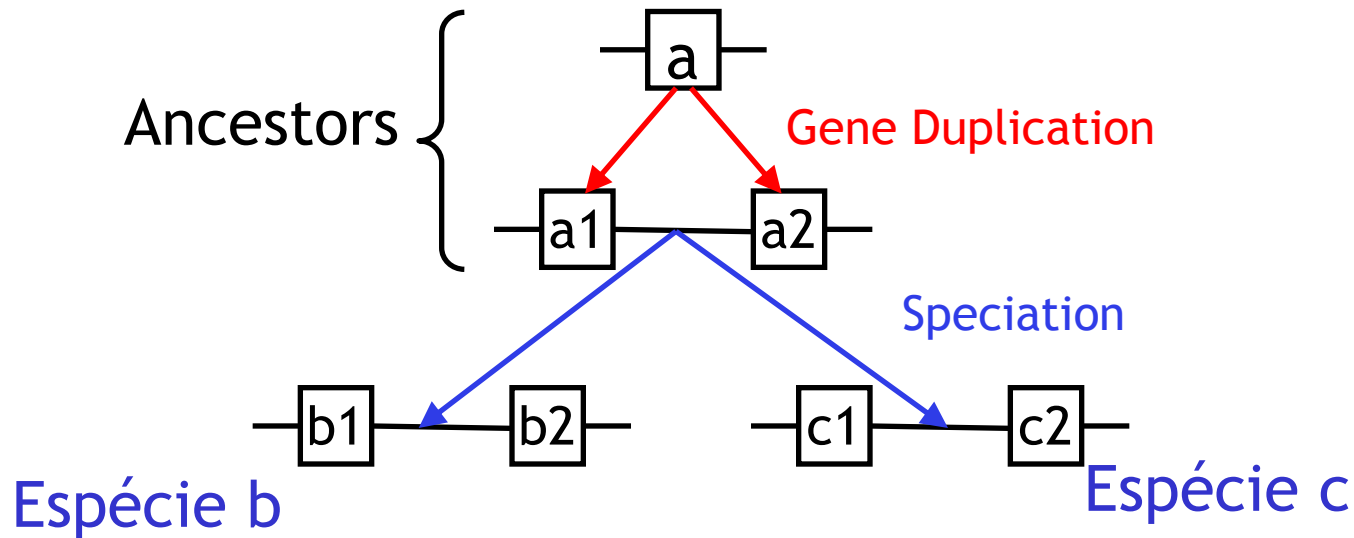 a
Ancestors
Gene Duplication
a1
a2
Speciation
b1
b2
c1
c2
Espécie b
Espécie c